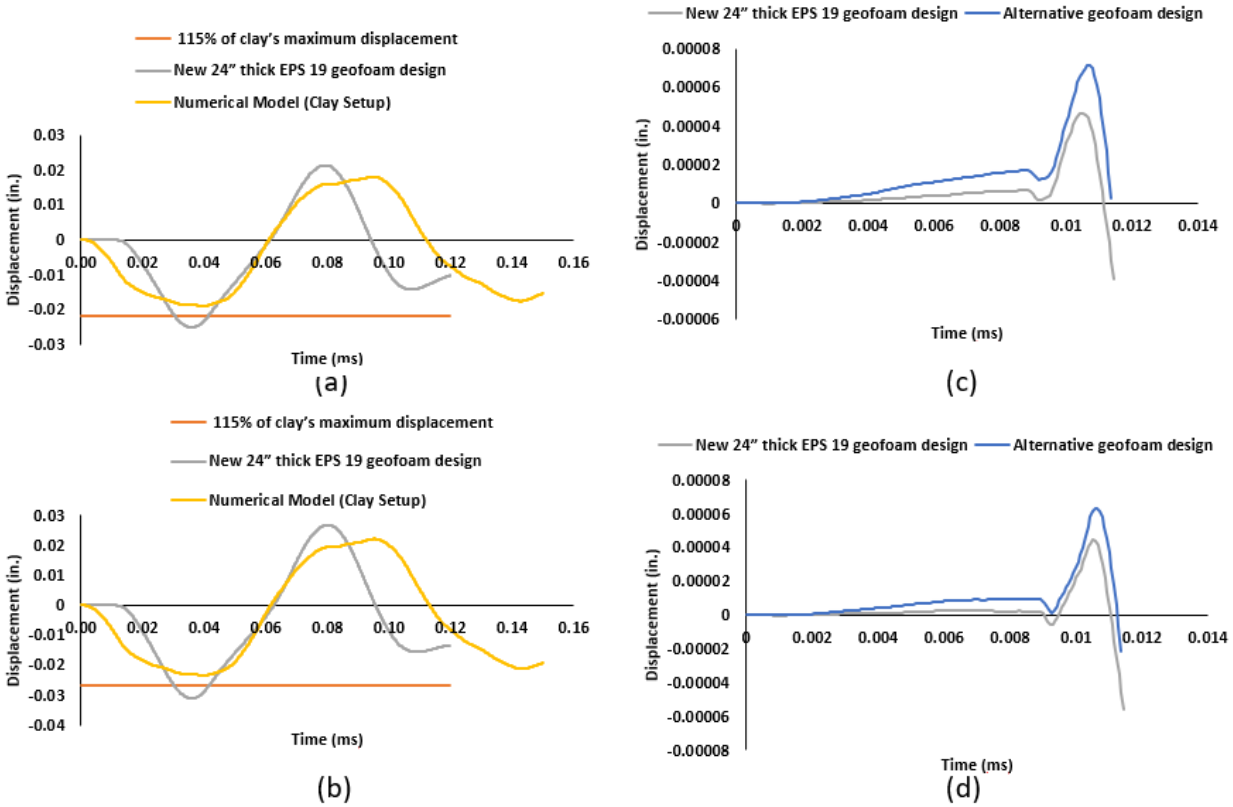 115% of clay's maximum displacement
New 24" thick EPS 19 geofoam design
Numerical Model (Clay Setup)
0.03
0.02
0.01
0
-0.01
-0.02
-0.03
0.00 0.02 0.04 0.06 0.08 0.10 0.12 0.14 0.16
Displacement (in.)
Time (ms)
(a)
New 24" thick EPS 19 geofoam design Alternative geofoam design
0.00008
0.00006
0.00004
0.00002
0
-0.00002
-0.00004
-0.00006
0 0.002 0.004 0.006 0.008 0.01 0.012 0.014
Displacement (in.)
Time (ms)
(c)
115% of clay's maximum displacement
New 24" thick EPS 19 geofoam design
Numerical Model (Clay Setup)
0.03
0.02
0.01
0
-0.01
-0.02
-0.03
-0.04
0.00 0.02 0.04 0.06 0.08 0.10 0.12 0.14 0.16
Displacement (in.)
Time (ms)
(b)
New 24" thick EPS 19 geofoam design Alternative geofoam design
0.00008
0.00006
0.00004
0.00002
0
-0.00002
-0.00004
-0.00006
-0.00008
0 0.002 0.004 0.006 0.008 0.01 0.012 0.014
Displacement (in.)
Time (ms)
(d)